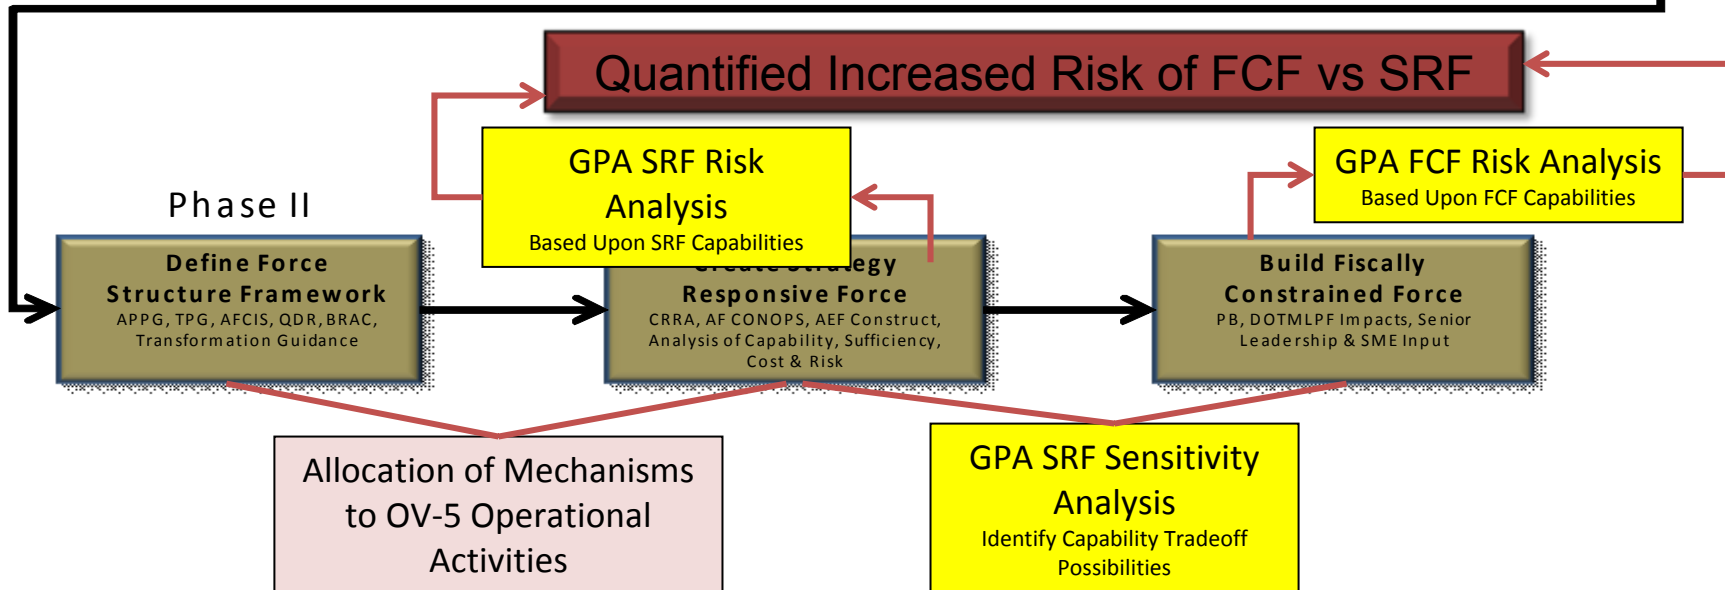 Quantified Increased Risk of FCF vs SRF
GPA SRF Risk
Analysis
Based Upon SRF Capabilities
GPA FCF Risk Analysis
Based Upon FCF Capabilities
Phase II
Define Force
Structure Framework
APPG, TPG, AFCIS, QDR, BRAC,
Transformation Guidance
Create Strategy
Responsive Force
CRRA, AF CONOPS, AEF Construct,
Analysis of Capability, Sufficiency,
Cost & Risk
Build Fiscally
Constrained Force
PB, DOTMLPF Impacts, Senior
Leadership & SME Input
Allocation of Mechanisms
to OV-5 Operational
Activities
GPA SRF Sensitivity
Analysis
Identify Capability Tradeoff
Possibilities